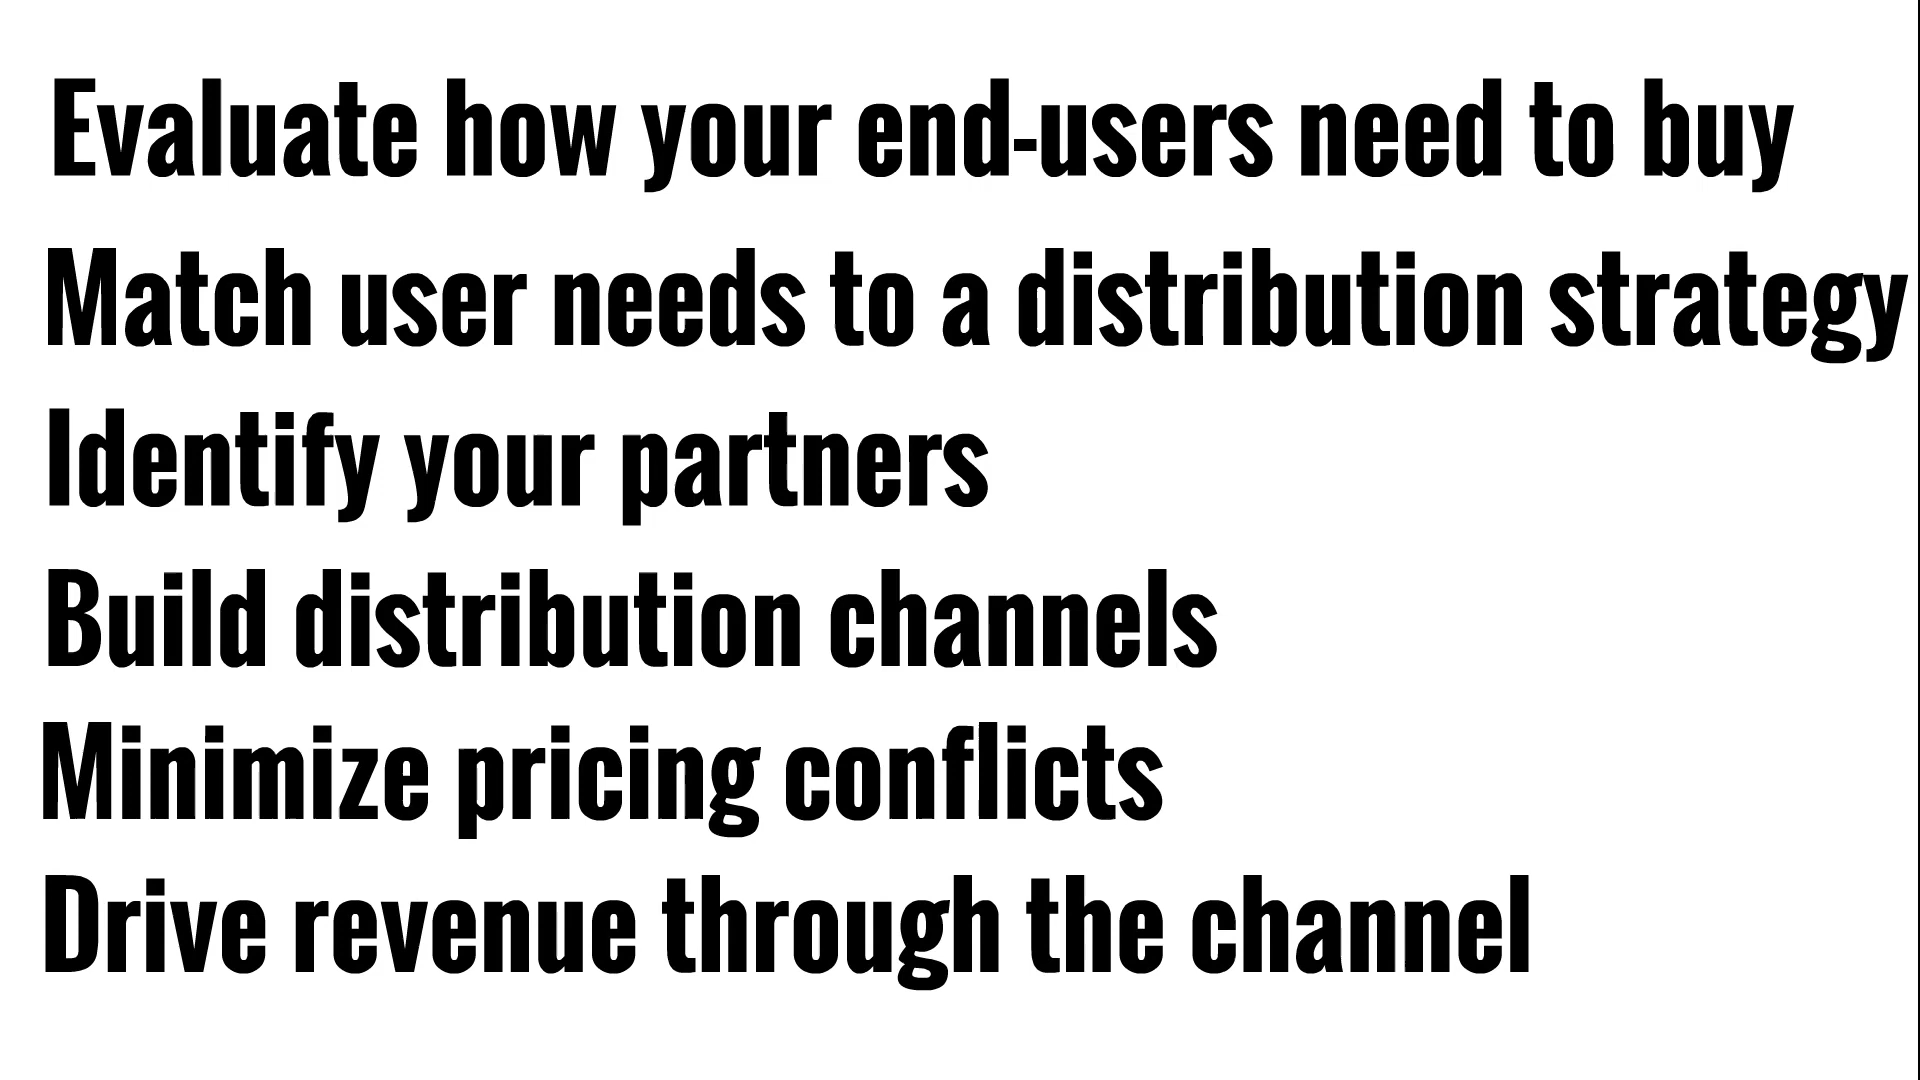 Evaluate how your end-users need to buy
Match user needs to a distribution strategy
Identify your partners
Build distribution channels
Minimize pricing conflicts
Drive revenue through the channel